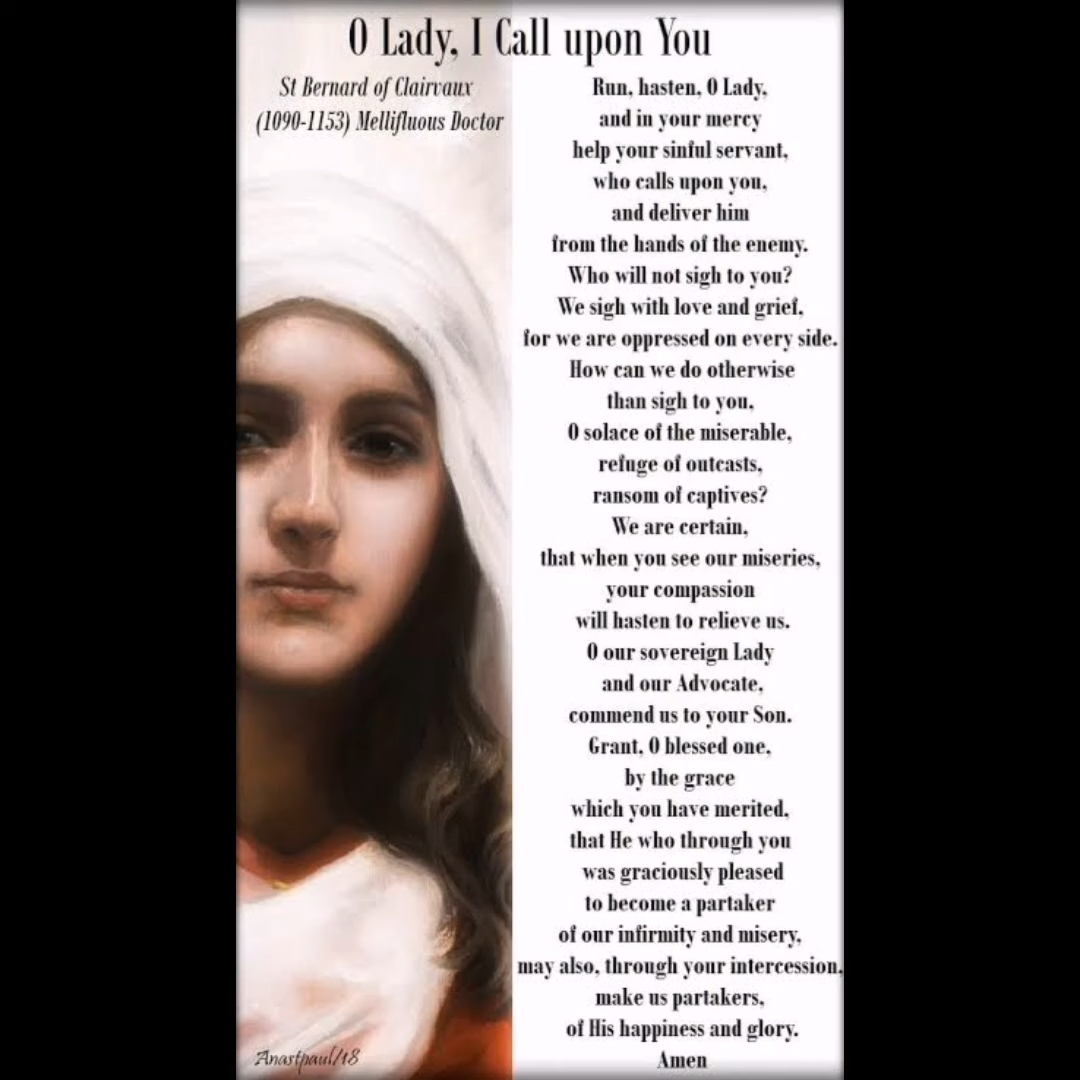 O Lady, I Call upon You
St Bernard of Clairvaux
(1090-1153) Mellifluous Doctor
Run, hasten, O Lady,
and in your mercy
help your sinful servant,
who calls upon you,
and deliver him
from the hands of the enemy.
Who will not sigh to you?
We sigh with love and grief,
for we are oppressed on every side.
How can we do otherwise
than sigh to you,
O solace of the miserable,
refuge of outcasts,
ransom of captives?
We are certain,
that when you see our miseries,
your compassion
will hasten to relieve us.
O our sovereign Lady
and our Advocate,
commend us to your Son.
Grant, O blessed one,
by the grace
which you have merited,
that He who through you
was graciously pleased
to become a partaker
of our infirmity and misery,
may also, through your intercession,
make us partakers,
of His happiness and glory.
Amen
Anastpaul/18